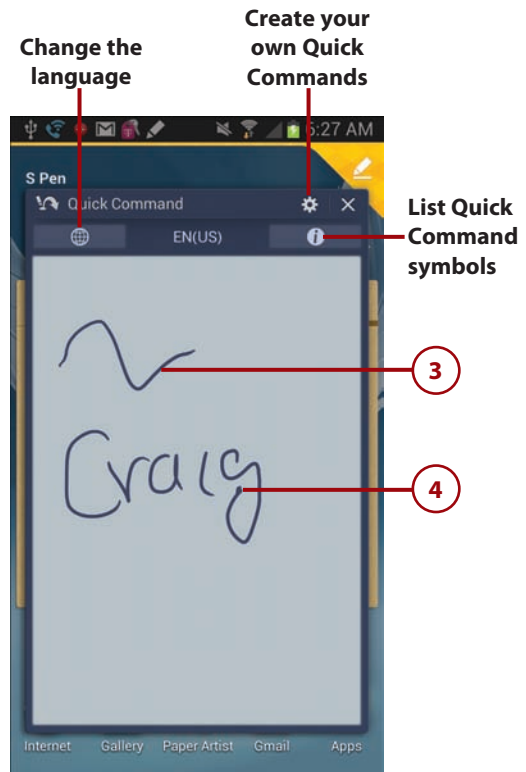 Change the
language
Create your
own Quick
Commands
5:27 AM
S Pen
Quick Command
EN(US)
List Quick
Command
symbols
3
Craig
4
Internet Gallery Paper Artist Gmail Apps